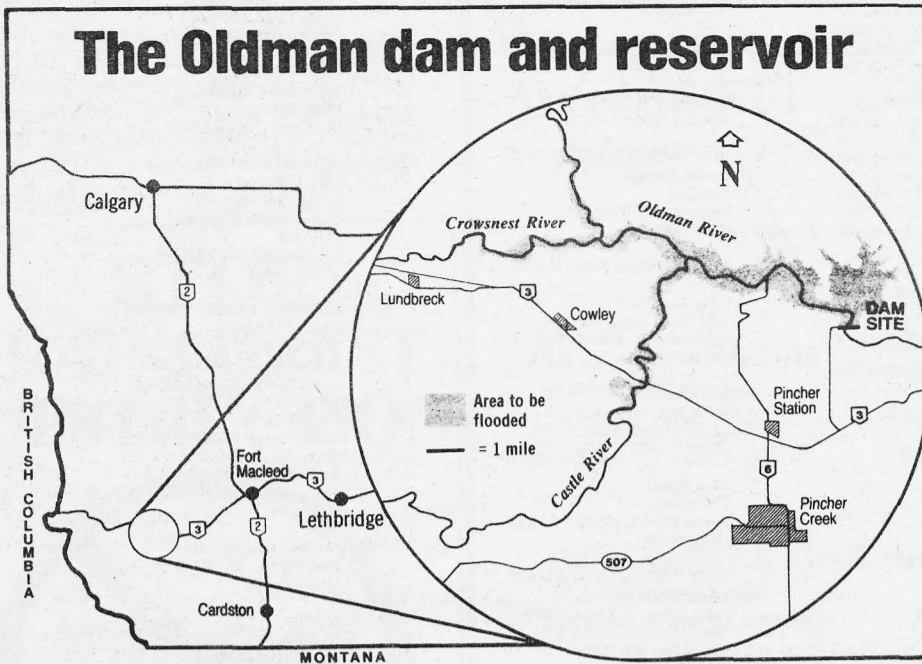 The Oldman dam and reservoir
Calgary
2
BRITISH COLUMBIA
Fort
Macleod
3
Lethbridge
3
2
Cardston
MONTANA
N
Crowsnest River
Oldman River
Lundbreck
3
Cowley
DAM
SITE
Area to be
flooded
= 1 mile
Castle River
Pincher
Station
3
6
Pincher
Creek
507